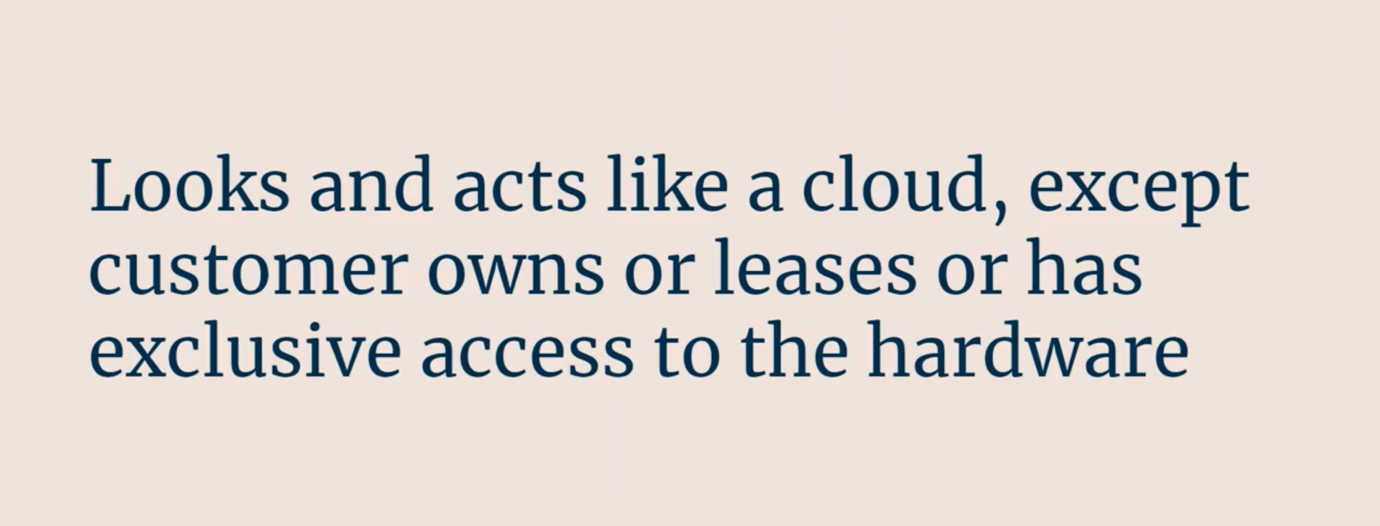 Looks and acts like a cloud, except
customer owns or leases or has
exclusive access to the hardware